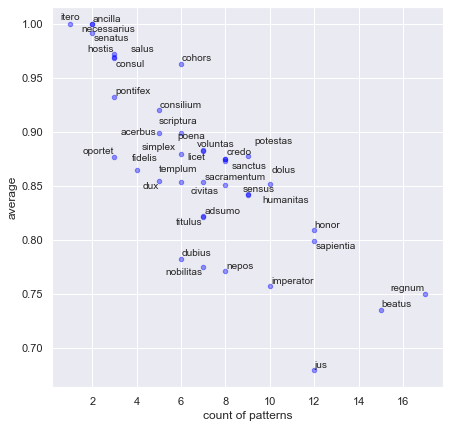 itero
ancilla
1.00
necessarius
senatus
hostis
salus
consul
cohors
0.95
pontifex
consilium
scriptura
0.90
acerbus
poena
potestas
simplex
voluntas
oportet
credo
fidelis
licet
sanctus
templum
sacramentum
dolus
0.85
dux
civitas
sensus
humanitas
average
adsumo
titulus
honor
0.80
sapientia
dubius
nobilitas
nepos
imperator
regnum
0.75
beatus
0.70
jus
2
4
6
8
10
12
14
16
count of patterns